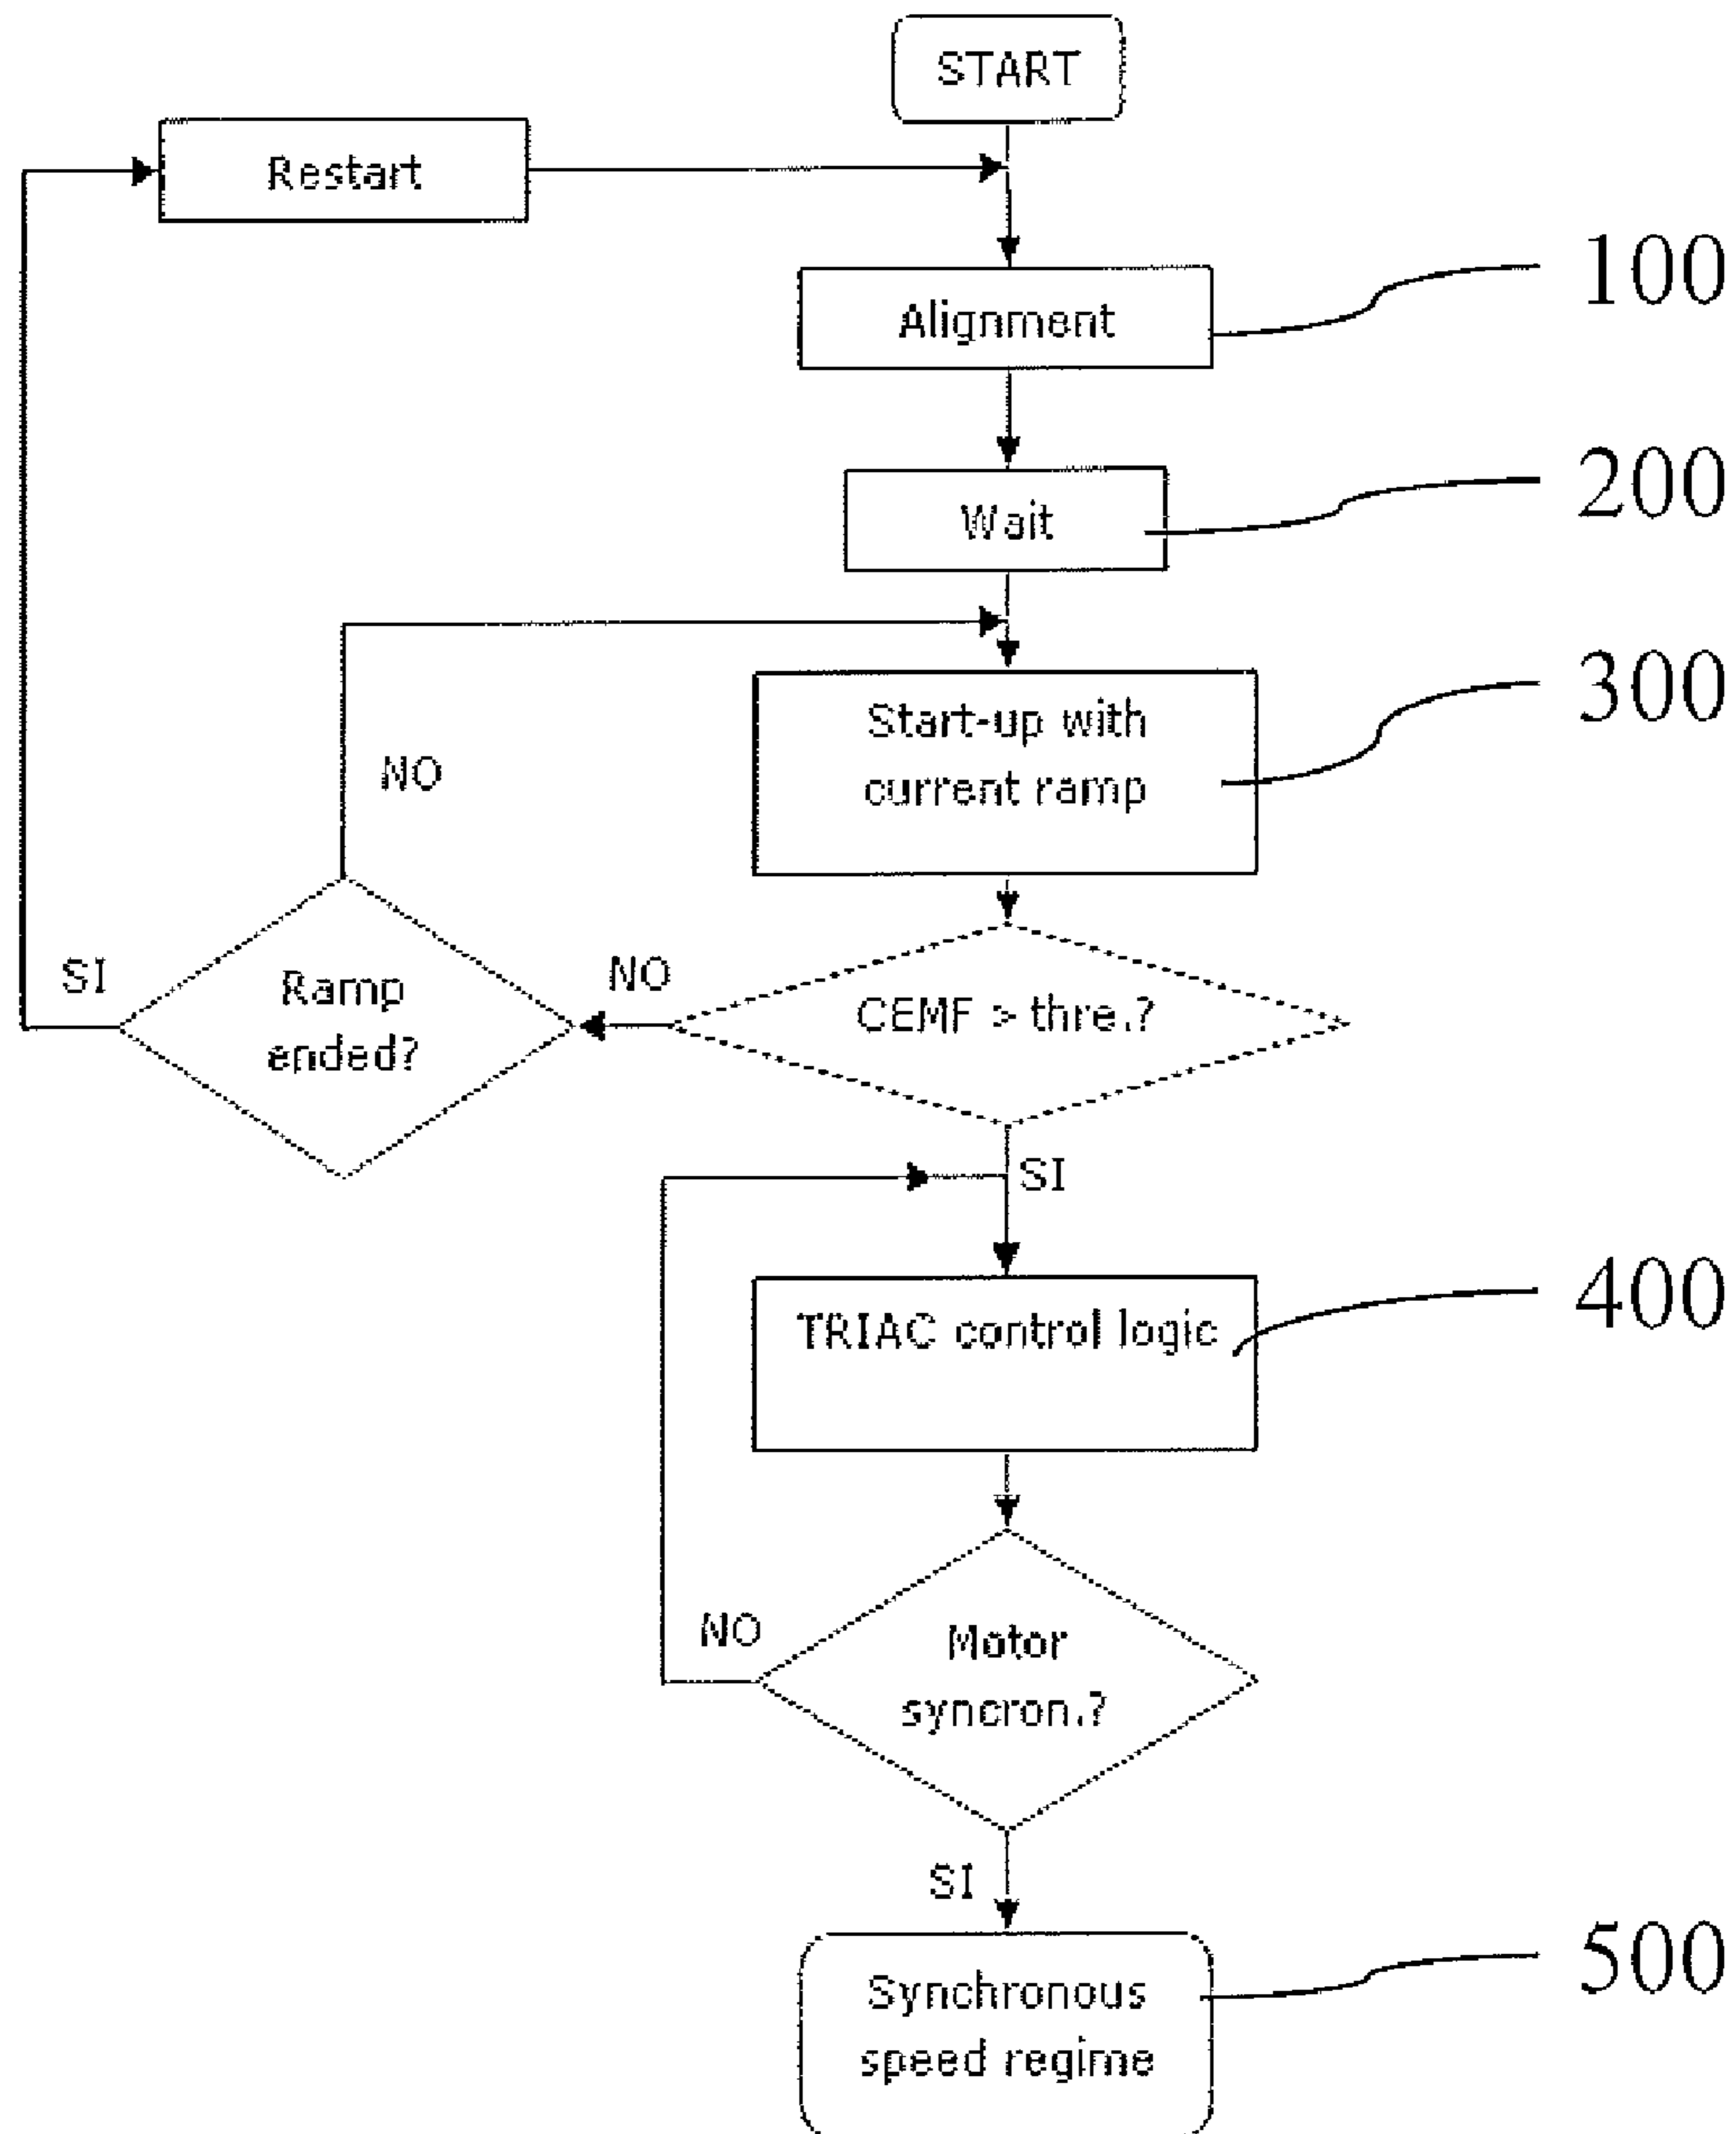 START
Restart
Alignment
100
Wait
200
Start-up with
current ramp
300
NO
SI
Ramp
ended?
NO
CEMF > thre.?
SI
TRIAC control logic
400
NO
Motor
syncron.?
SI
Synchronous
speed regime
500